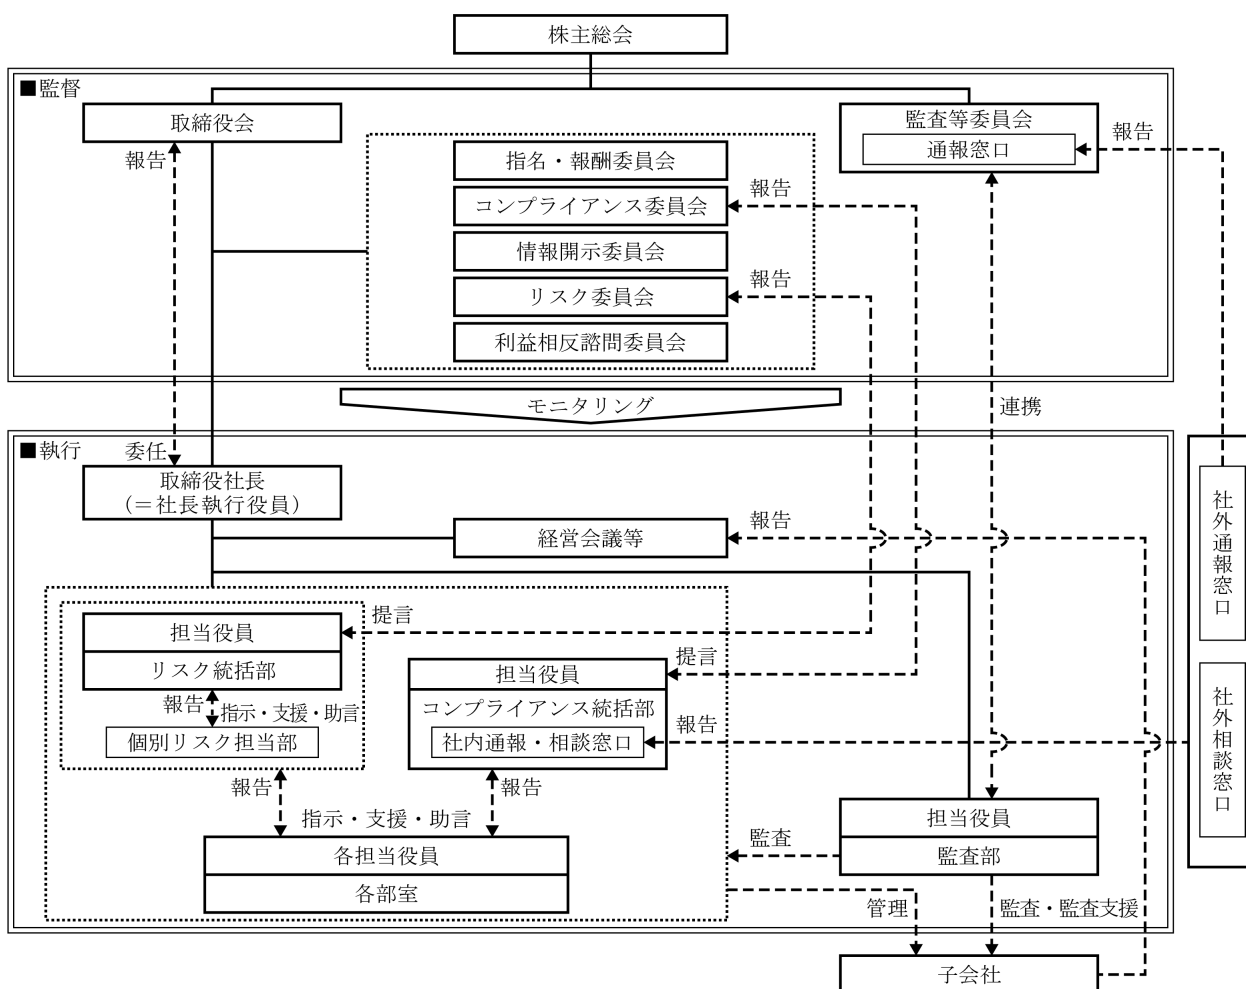 株主総会
■監督
取締役会
監査等委員会
通報窓口
報告
報告
指名・報酬委員会
コンプライアンス委員会
報告
情報開示委員会
リスク委員会
報告
利益相反諮問委員会
モニタリング
連携
■執行
委任
取締役社長
(＝社長執行役員)
経営会議等
報告
社外通報窓口
担当役員
リスク統括部
提言
報告
指示・支援・助言
個別リスク担当部
担当役員
コンプライアンス統括部
社内通報・相談窓口
提言
報告
社外相談窓口
報告
報告
指示・支援・助言
各担当役員
各部室
監査
担当役員
監査部
管理
監査・監査支援
子会社